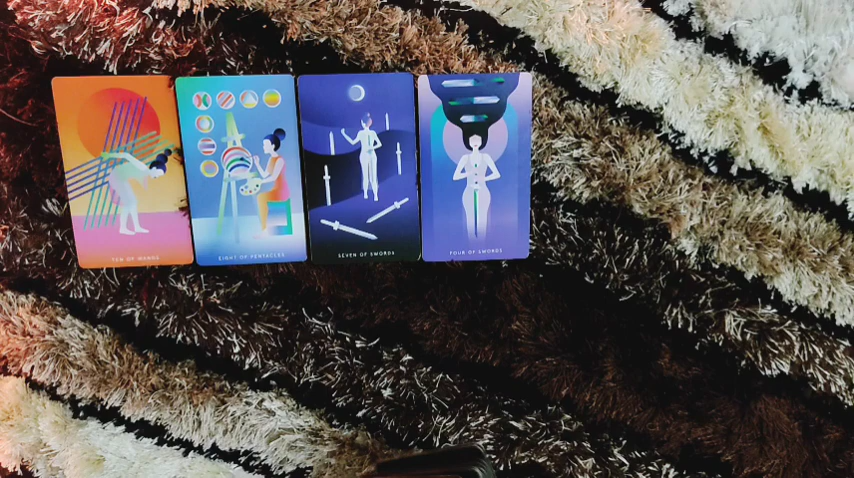 TEN OF WANDS
EIGHT OF PENTACLES
SEVEN OF SWORDS
FOUR OF SWORDS